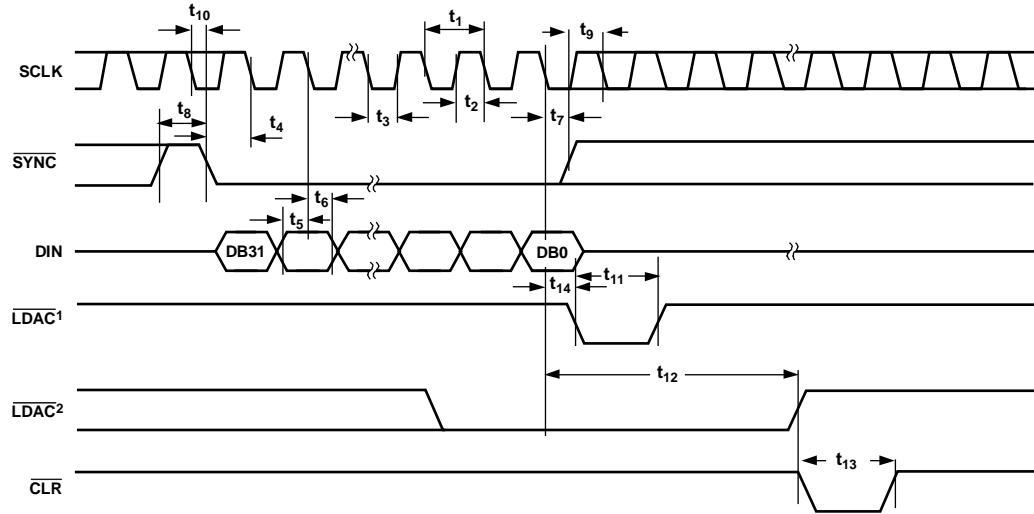 t10
t1
t9
SCLK
t8
t4
t3
t2
t7
SYNC
t6
t5
DIN
DB31
DB0
t14
t11
LDAC1
t12
LDAC2
t13
CLR